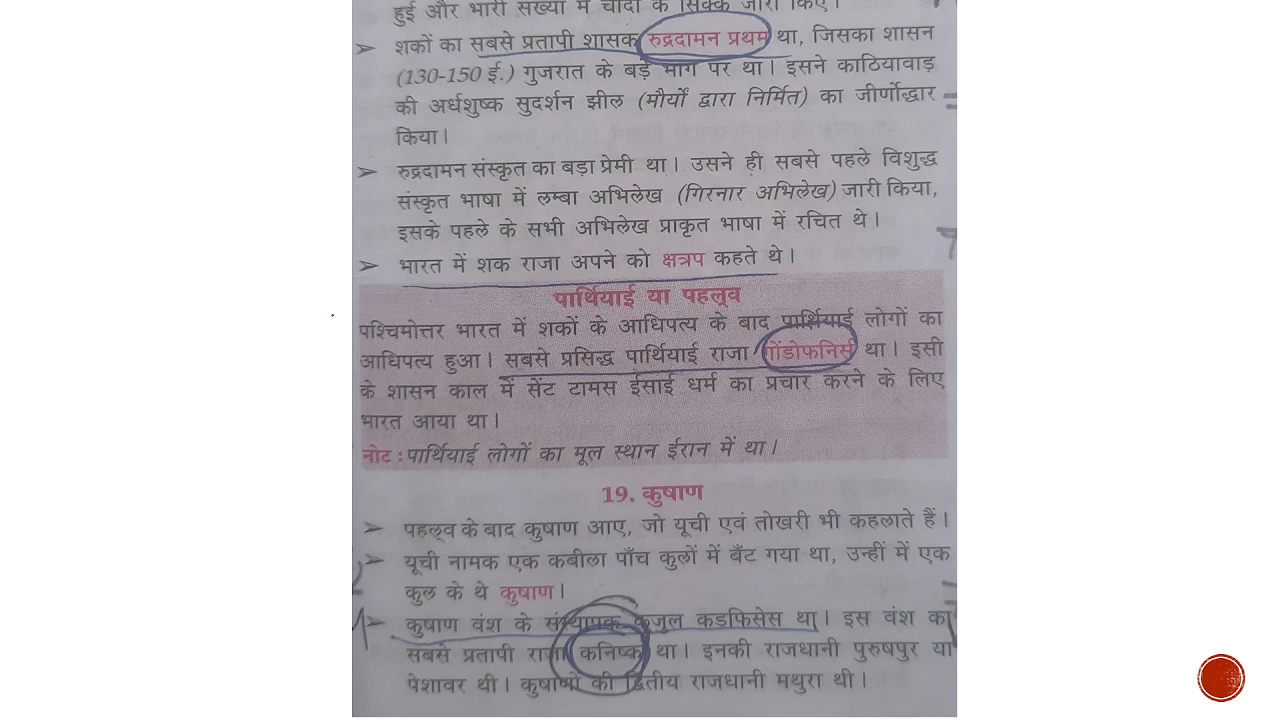 हुई और भारी संख्या में चाँदी के सिक्के जारी किए।
➢ शकों का सबसे प्रतापी शासक रुद्रदामन प्रथम था, जिसका शासन
(130-150 ई.) गुजरात के बड़े भाग पर था। इसने काठियावाड़
की अर्धशुष्क सुदर्शन झील (मौर्यों द्वारा निर्मित) का जीर्णोद्धार
किया।
➢ रुद्रदामन संस्कृत का बड़ा प्रेमी था। उसने ही सबसे पहले विशुद्ध
संस्कृत भाषा में लम्बा अभिलेख (गिरनार अभिलेख) जारी किया,
इसके पहले के सभी अभिलेख प्राकृत भाषा में रचित थे।
➢ भारत में शक राजा अपने को क्षत्रप कहते थे।
पार्थियाई या पहल्व
पश्चिमोत्तर भारत में शकों के आधिपत्य के बाद पार्थियाई लोगों का
आधिपत्य हुआ। सबसे प्रसिद्ध पार्थियाई राजा गोंडोफनिर्स था। इसी
के शासन काल में सेंट टामस ईसाई धर्म का प्रचार करने के लिए
भारत आया था।
नोट : पार्थियाई लोगों का मूल स्थान ईरान में था।
19. कुषाण
➢ पहल्व के बाद कुषाण आए, जो यूची एवं तोखरी भी कहलाते हैं।
➢ यूची नामक एक कबीला पाँच कुलों में बँट गया था, उन्हीं में एक
कुल के थे कुषाण।
➢ कुषाण वंश के संस्थापक कुजुल कडफिसेस था। इस वंश का
सबसे प्रतापी राजा कनिष्क था। इनकी राजधानी पुरुषपुर या
पेशावर थी। कुषाणों की द्वितीय राजधानी मथुरा थी।